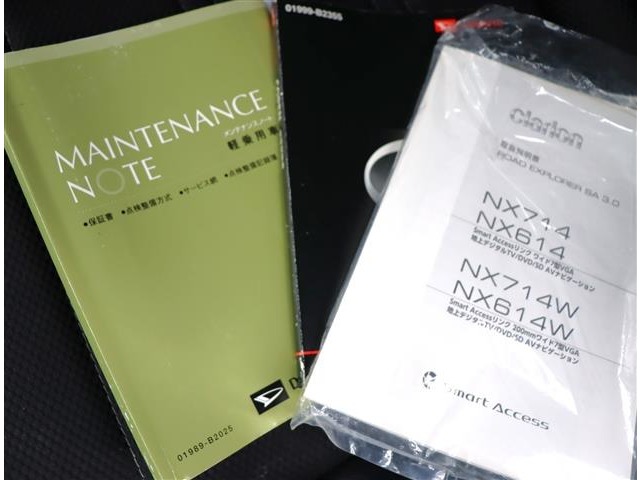 MAINTENANCE
NOTE
メンテナンスノート
軽乗用車
●保証書 ●点検整備方式 ●サービス網 ●点検整備記録簿
D
01989-B2025
01999-B2355
clarion
取扱説明書
ROAD EXPLORER SA 3.0
NX714
NX614
Smart Accessリンク ワイド7型VGA
地上デジタルTV/DVD/SD AVナビゲーション
NX714W
NX614W
Smart Accessリンク 200mmワイド7型VGA
地上デジタルTV/DVD/SD AVナビゲーション
Smart Access